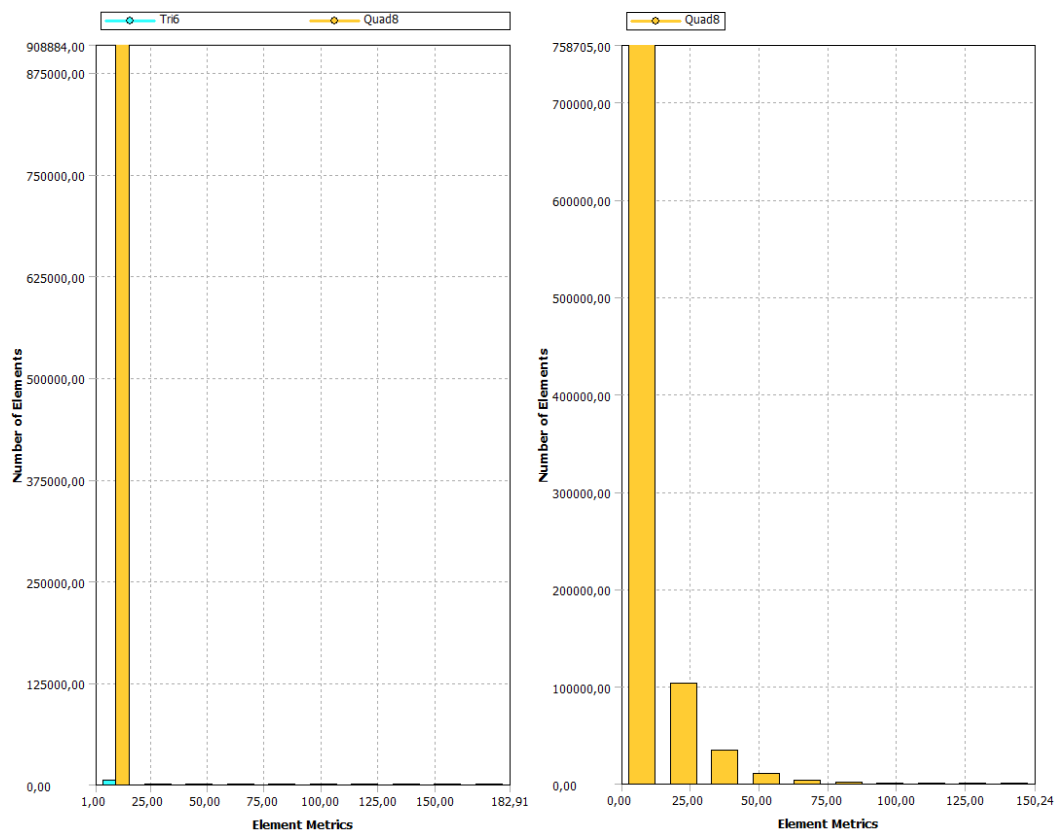 Tri6 Quad8
908884,00
875000,00
750000,00
625000,00
500000,00
375000,00
250000,00
125000,00
0,00
Number of Elements
1,00 25,00 50,00 75,00 100,00 125,00 150,00 182,91
Element Metrics
Quad8
758705,00
700000,00
600000,00
500000,00
400000,00
300000,00
200000,00
100000,00
0,00
Number of Elements
0,00 25,00 50,00 75,00 100,00 125,00 150,24
Element Metrics